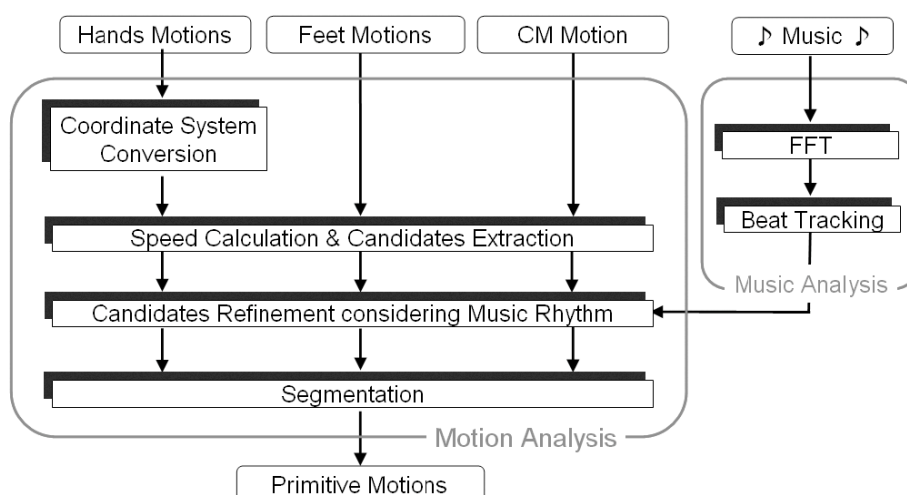 Hands Motions
Feet Motions
CM Motion
♪ Music ♪
Coordinate System
Conversion
FFT
Beat Tracking
Speed Calculation & Candidates Extraction
Music Analysis
Candidates Refinement considering Music Rhythm
Segmentation
Motion Analysis
Primitive Motions